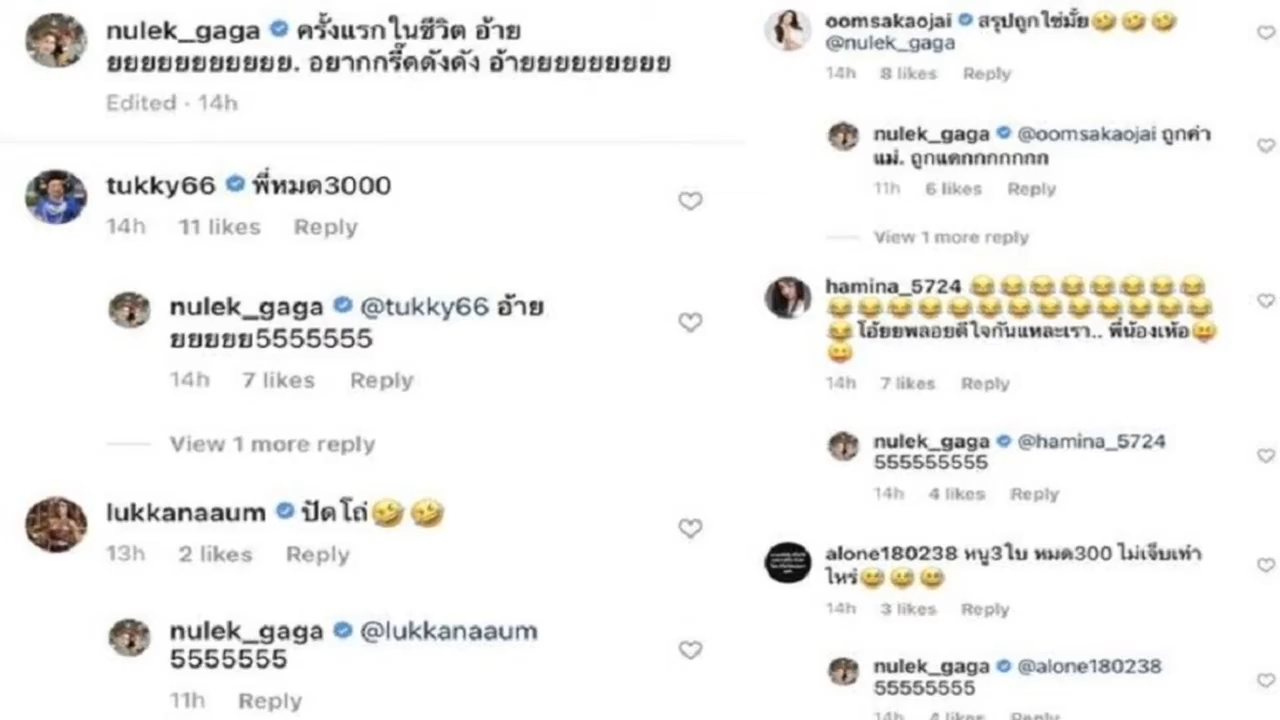 nulek_gaga ครั้งแรกในชีวิต อ้าย
ยยยยยยยยยยย. อยากกรี๊ดดังดัง อ้ายยยยยยยยย
Edited · 14h
tukky66 พี่หมด3000
14h 11 likes Reply
nulek_gaga @tukky66 อ้าย
ยยยยย5555555
14h 7 likes Reply
View 1 more reply
lukkanaaum ปัดโถ่🤣🤣
13h 2 likes Reply
nulek_gaga @lukkanaaum
5555555
11h Reply
oomsakaojai สรุปถูกใช่มั้ย🤣🤣🤣
@nulek_gaga
14h 8 likes Reply
nulek_gaga @oomsakaojai ถูกค่า
แม่. ถูกแดกกกกกกก
11h 6 likes Reply
View 1 more reply
hamina_5724 😂😂😂😂😂😂😂😂
😂😂😂😂😂😂😂😂😂😂😂😂😂
😂โอ้ยยพลอยดีใจกันแหละเรา.. พี่น้องเห้อ😝
😝
14h 7 likes Reply
nulek_gaga @hamina_5724
555555555
14h 4 likes Reply
alone180238 หนู3ใบ หมด300 ไม่เจ็บเท่า
ไหร่😅😅😅
14h 3 likes Reply
nulek_gaga @alone180238
55555555
14h 4 likes Reply